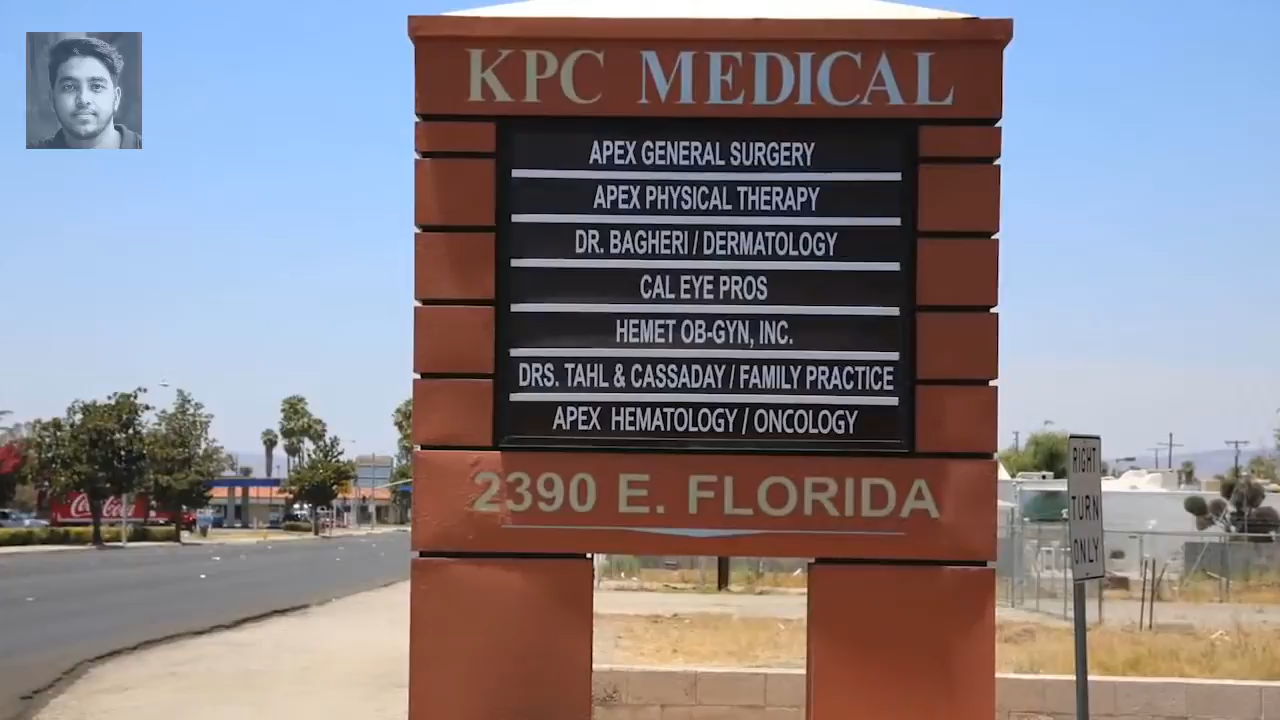 KPC MEDICAL
APEX GENERAL SURGERY
APEX PHYSICAL THERAPY
DR. BAGHERI / DERMATOLOGY
CAL EYE PROS
HEMET OB-GYN, INC.
DRS. TAHL & CASSADAY / FAMILY PRACTICE
APEX HEMATOLOGY / ONCOLOGY
2390 E. FLORIDA
Coca-Cola
RIGHT
TURN
ONLY